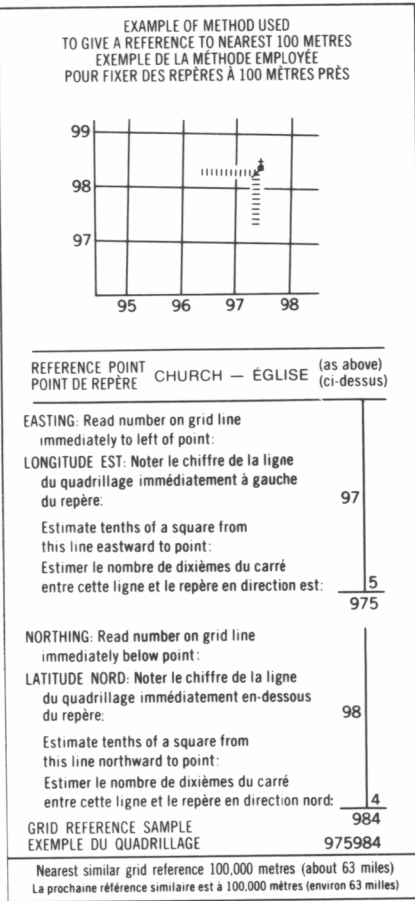 EXAMPLE OF METHOD USED
TO GIVE A REFERENCE TO NEAREST 100 METRES
EXEMPLE DE LA MÉTHODE EMPLOYÉE
POUR FIXER DES REPÈRES À 100 MÈTRES PRÈS
99
98
97
95 96 97 98
REFERENCE POINT
POINT DE REPÈRE CHURCH — ÉGLISE (as above)
(ci-dessus)
EASTING: Read number on grid line
immediately to left of point:
LONGITUDE EST: Noter le chiffre de la ligne
du quadrillage immédiatement à gauche
du repère: 97
Estimate tenths of a square from
this line eastward to point:
Estimer le nombre de dixièmes du carré
entre cette ligne et le repère en direction est: 5
975
NORTHING: Read number on grid line
immediately below point:
LATITUDE NORD: Noter le chiffre de la ligne
du quadrillage immédiatement en-dessous
du repère: 98
Estimate tenths of a square from
this line northward to point:
Estimer le nombre de dixièmes du carré
entre cette ligne et le repère en direction nord: 4
984
GRID REFERENCE SAMPLE
EXEMPLE DU QUADRILLAGE 975984
Nearest similar grid reference 100,000 metres (about 63 miles)
La prochaine référence similaire est à 100,000 mètres (environ 63 milles)